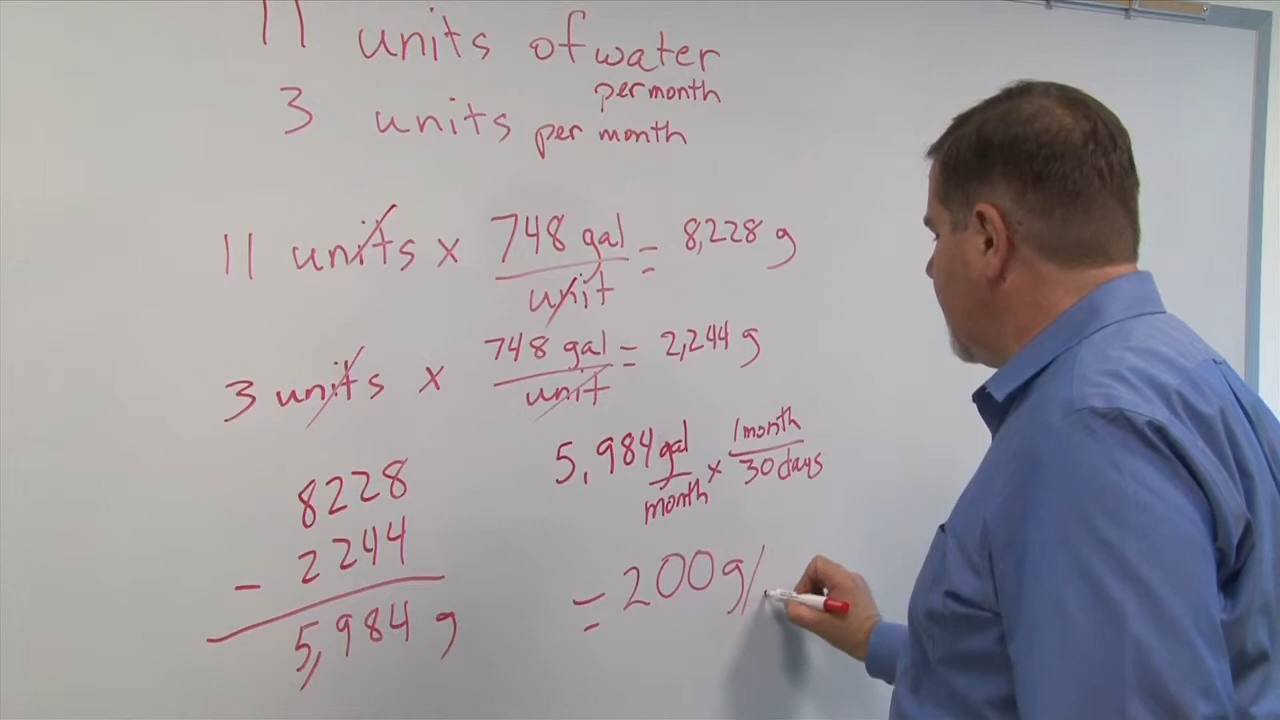 11 units of water
per month
3 units per month
11 units x 748 gal = 8,228 g
unit
3 units x 748 gal = 2,244 g
unit
5,984 gal x 1 month
month 30 days
8228
- 2244
5,984 g
= 200 g/